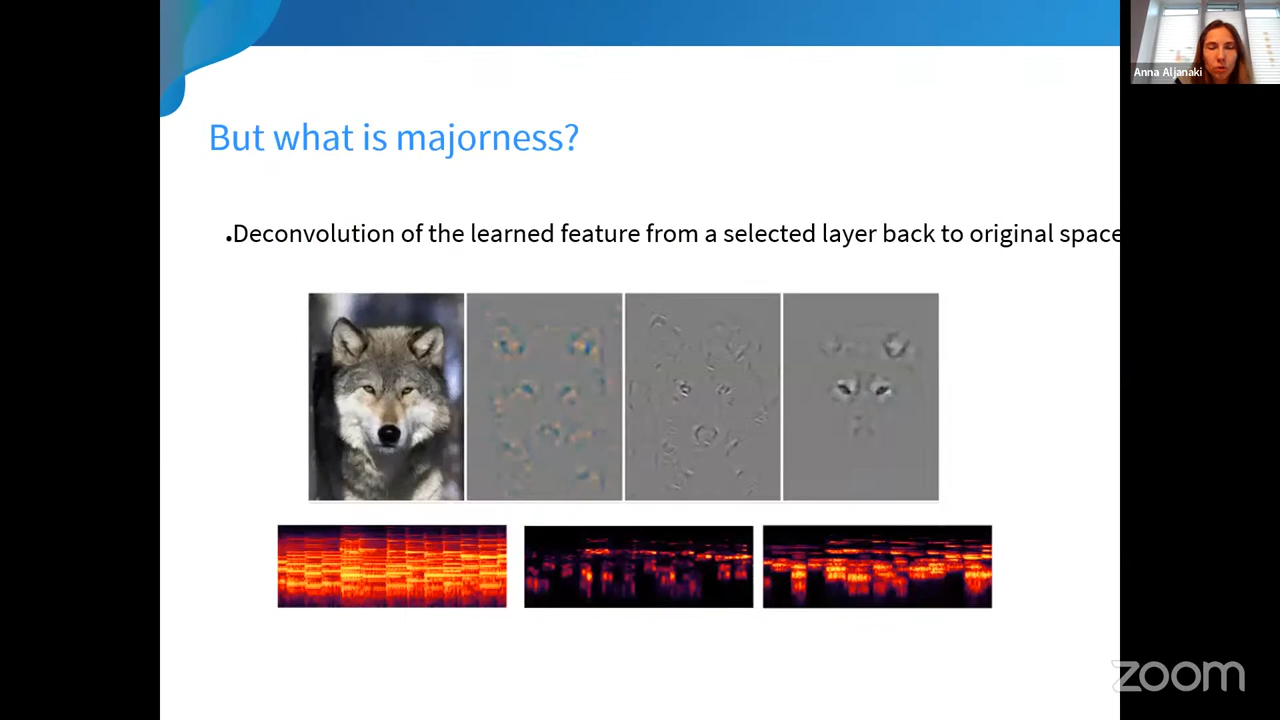 Anna Aljanaki
But what is majorness?
.Deconvolution of the learned feature from a selected layer back to original space
zoom